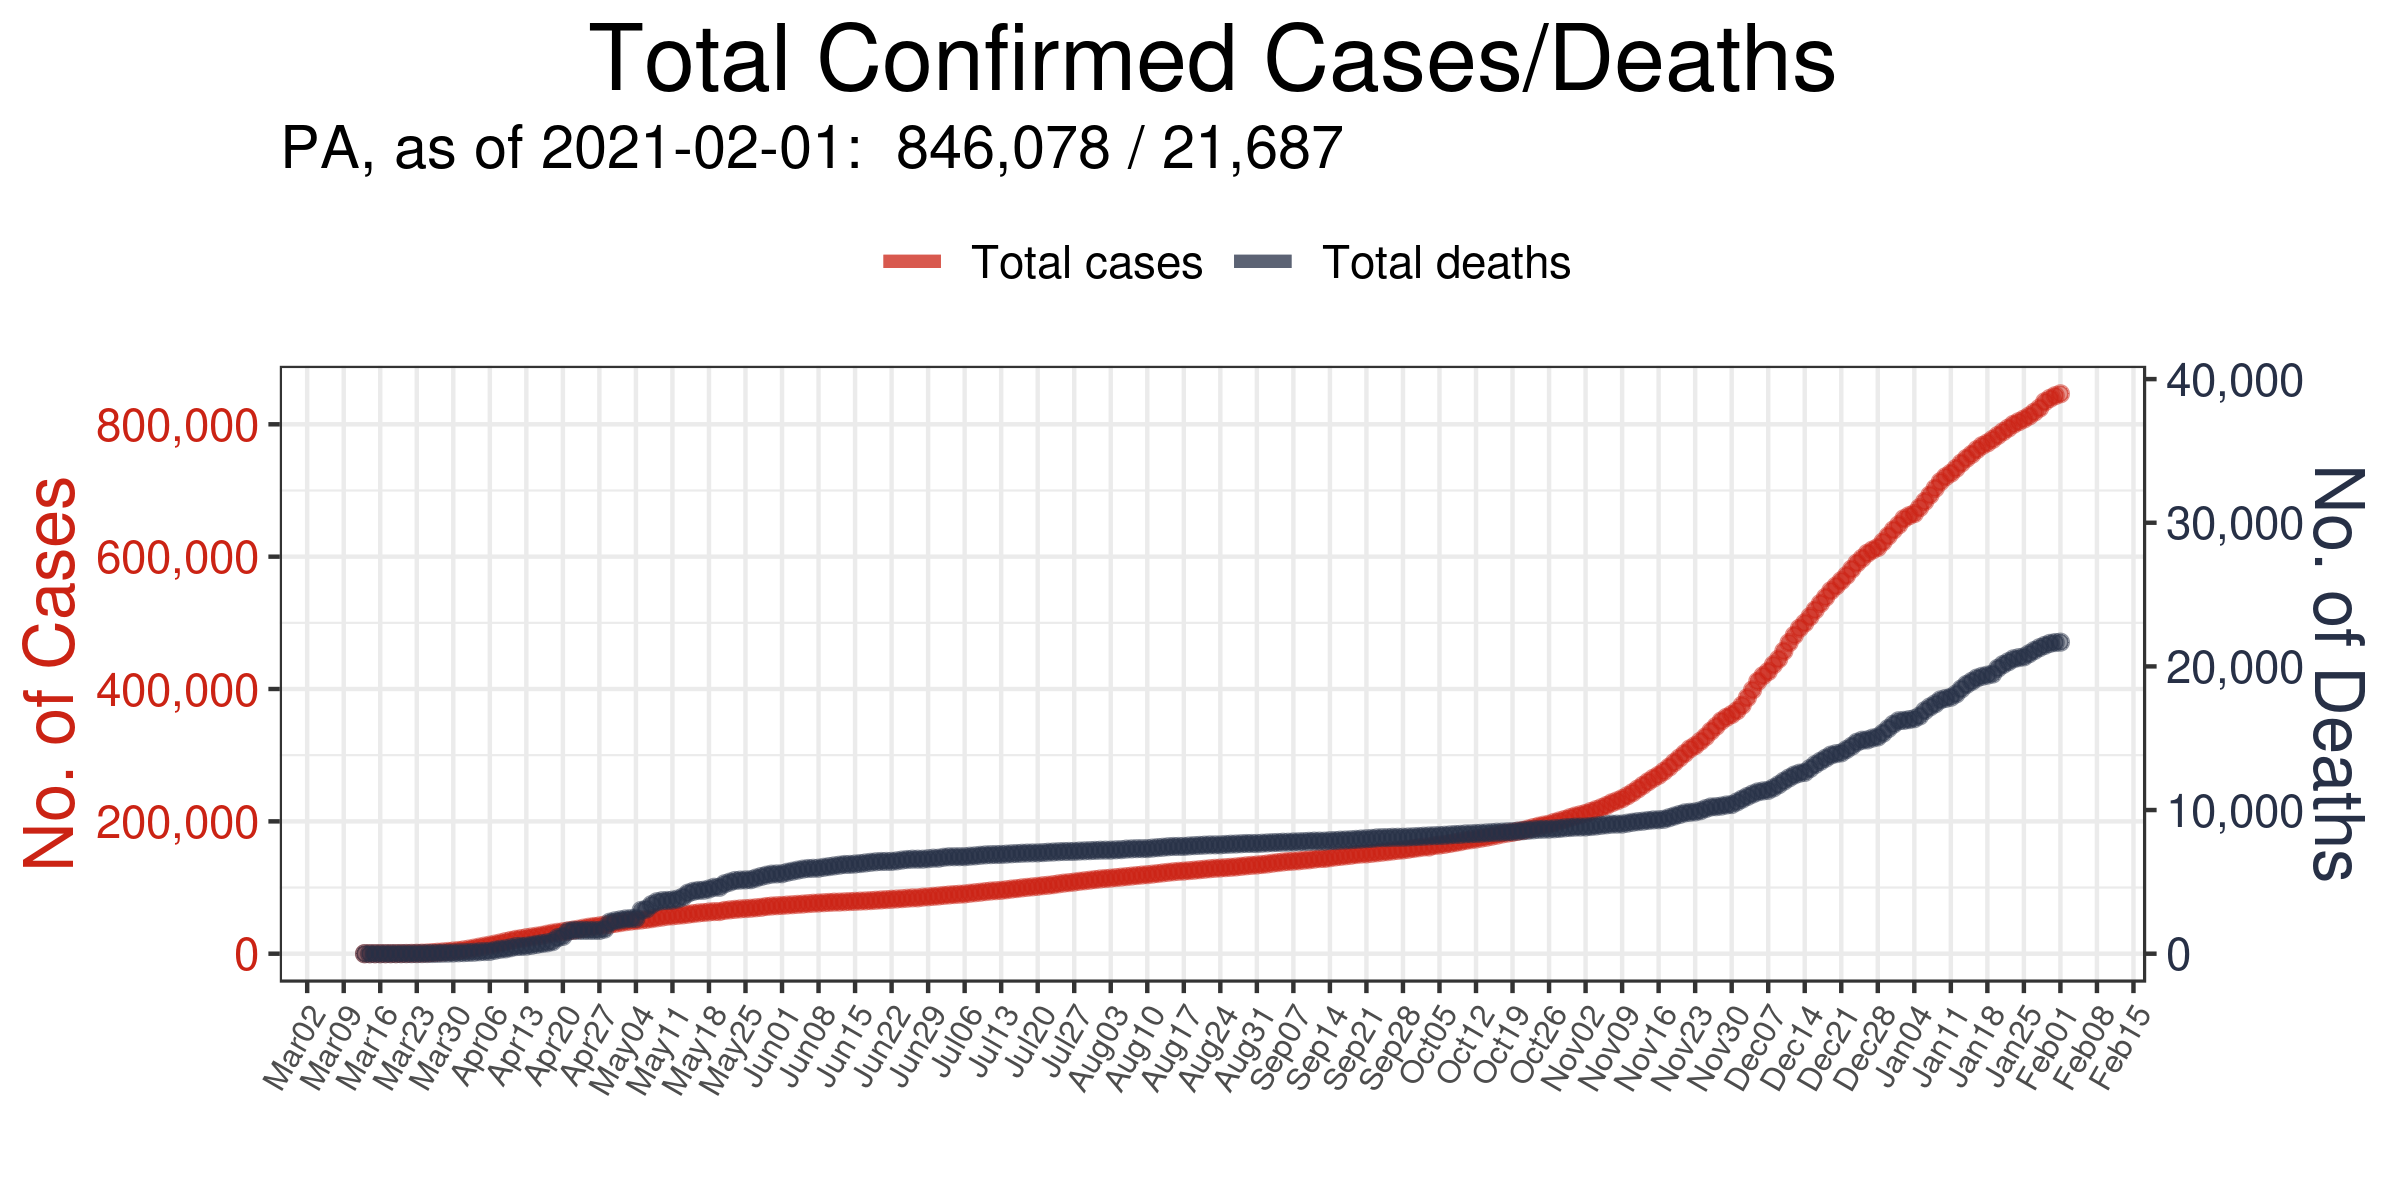 Total Confirmed Cases/Deaths
PA, as of 2021-02-01:  846,078 / 21,687
Total cases
Total deaths
No. of Cases
800,000
600,000
400,000
200,000
0
40,000
30,000
20,000
10,000
0
No. of Deaths
Mar02
Mar09
Mar16
Mar23
Mar30
Apr06
Apr13
Apr20
Apr27
May04
May11
May18
May25
Jun01
Jun08
Jun15
Jun22
Jun29
Jul06
Jul13
Jul20
Jul27
Aug03
Aug10
Aug17
Aug24
Aug31
Sep07
Sep14
Sep21
Sep28
Oct05
Oct12
Oct19
Oct26
Nov02
Nov09
Nov16
Nov23
Nov30
Dec07
Dec14
Dec21
Dec28
Jan04
Jan11
Jan18
Jan25
Feb01
Feb08
Feb15